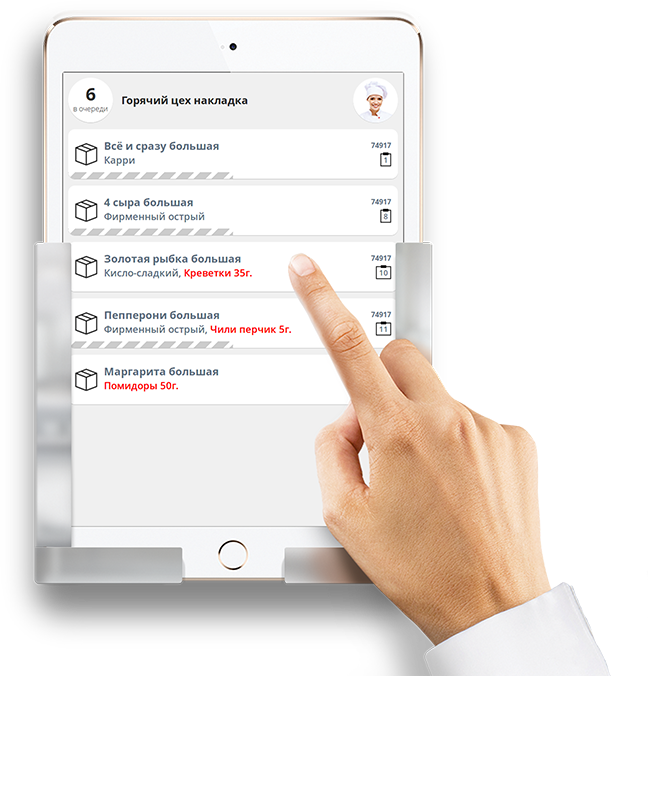 6
в очереди
Горячий цех накладка
Всё и сразу большая
Карри
74917
1
4 сыра большая
Фирменный острый
74917
8
Золотая рыбка большая
Кисло-сладкий, Креветки 35г.
74917
10
Пепперони большая
Фирменный острый, Чили перчик 5г.
74917
11
Маргарита большая
Помидоры 50г.